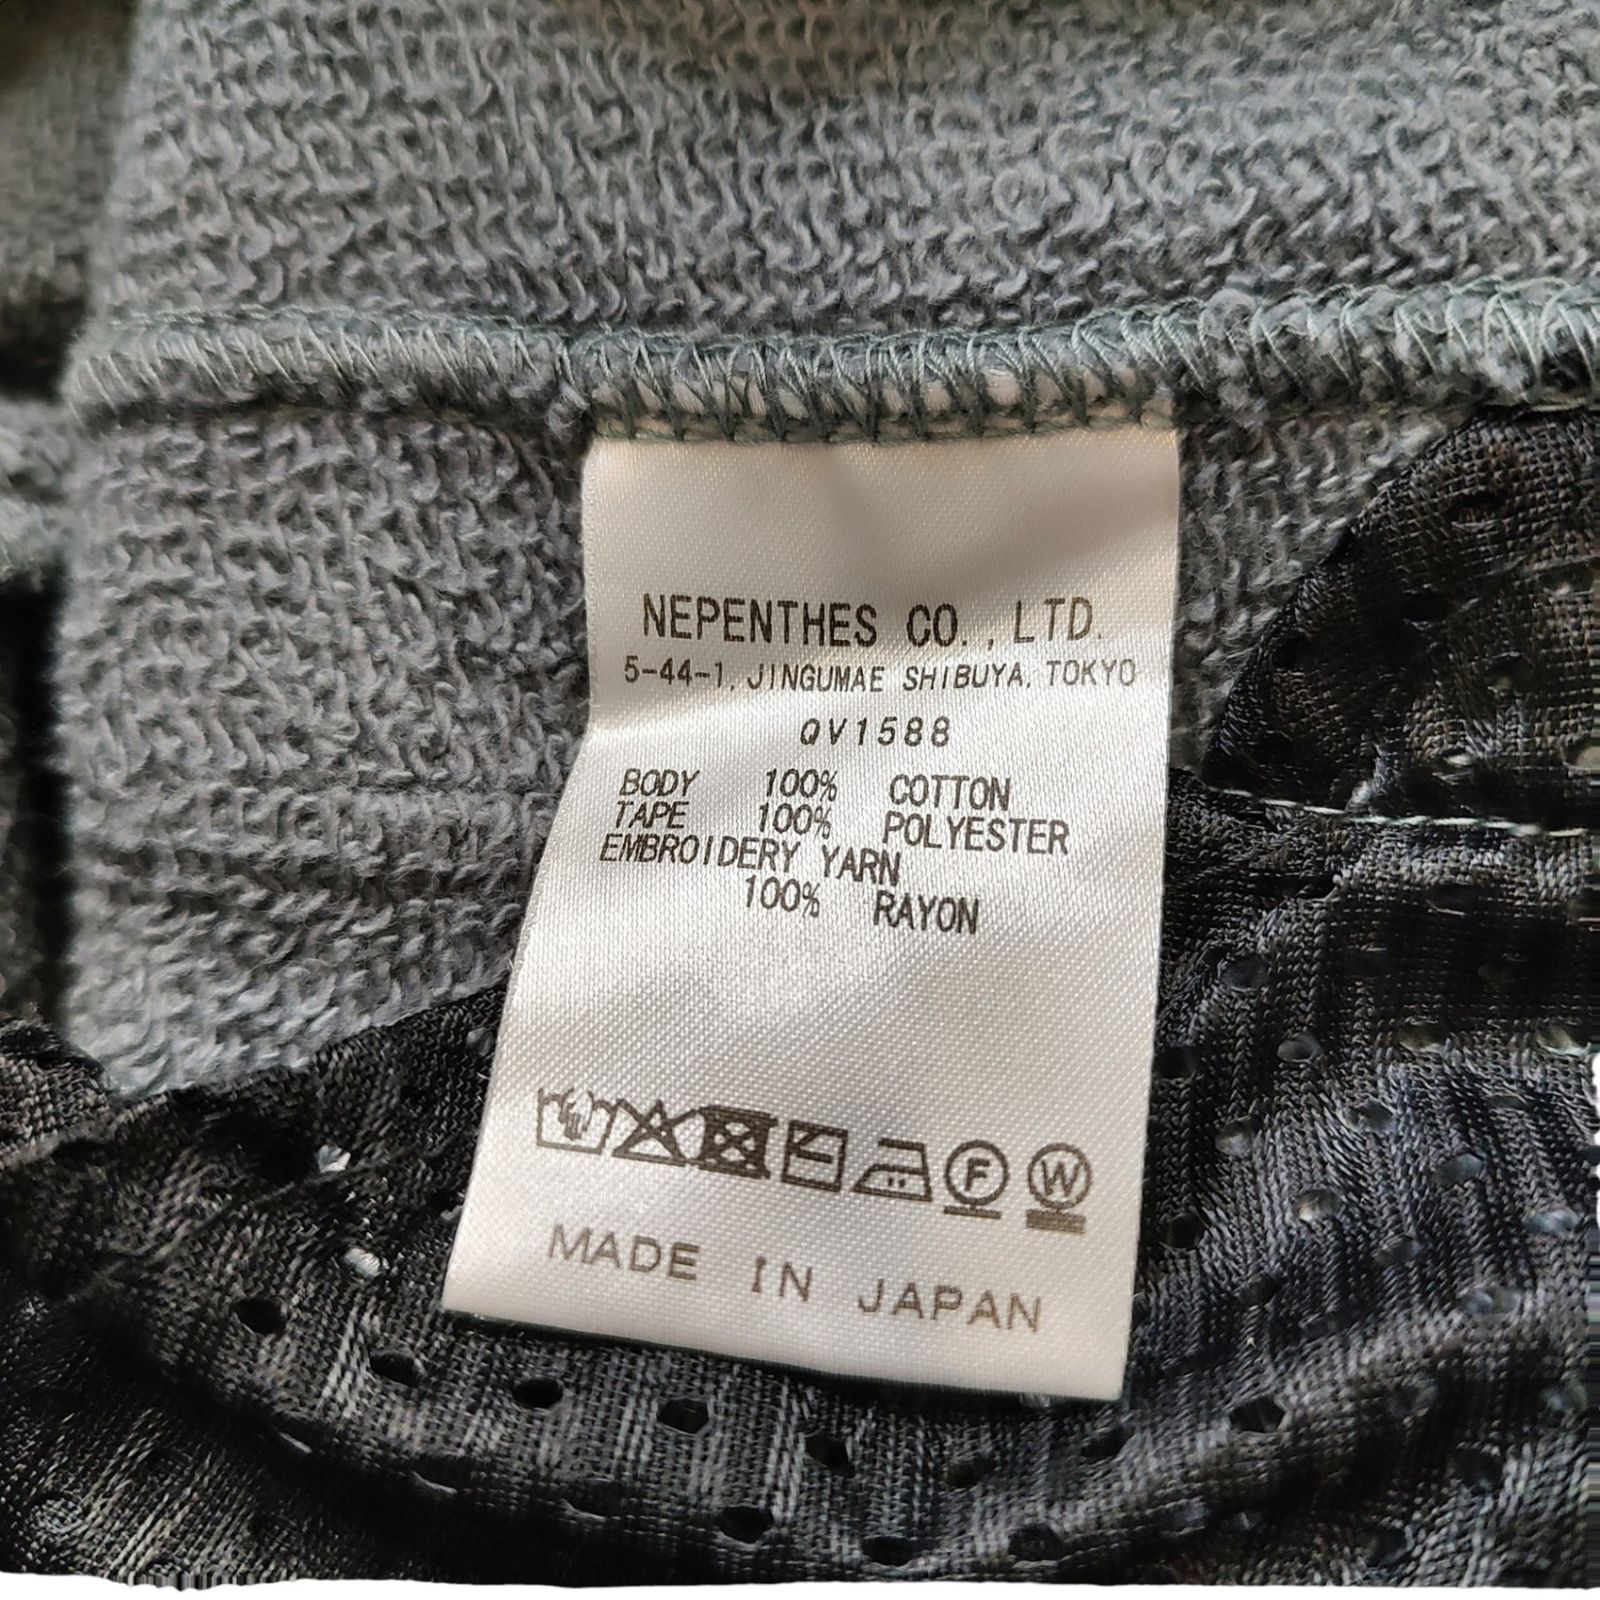 NEPENTHES CO., LTD.
5-44-1, JINGUMAE SHIBUYA, TOKYO
QV1588
BODY 100% COTTON
TAPE 100% POLYESTER
EMBROIDERY YARN
100% RAYON
F W
MADE IN JAPAN